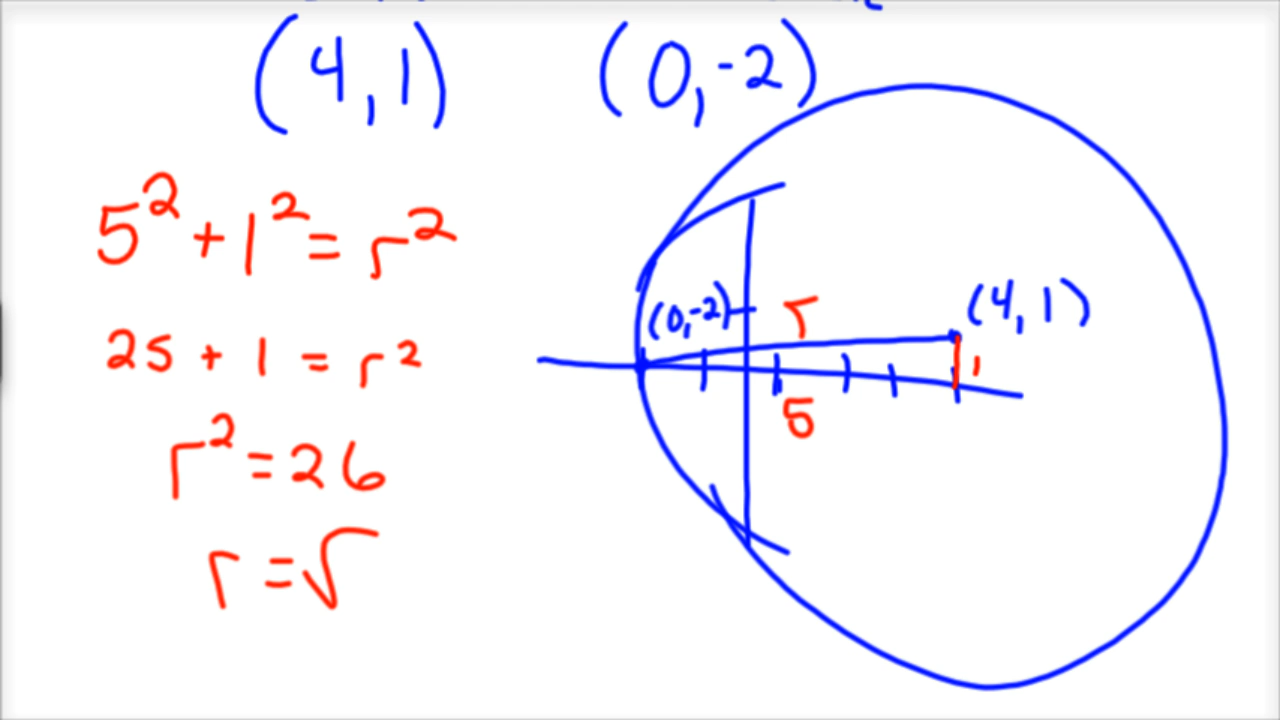 (4, 1) (0, -2)
5² + 1² = r²
25 + 1 = r²
r² = 26
r = √
(0, -2)
r
(4, 1)
1
5